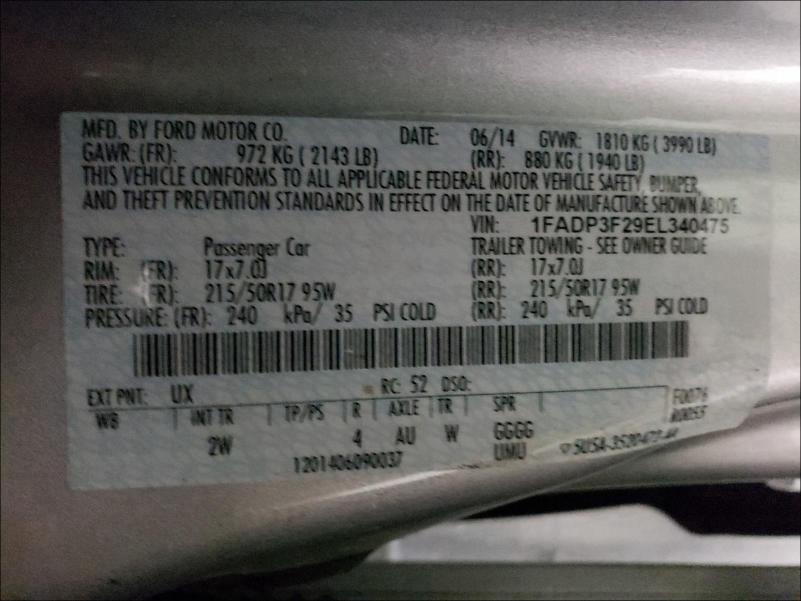 MFD. BY FORD MOTOR CO. DATE: 06/14 GVWR: 1810 KG ( 3990 LB)
GAWR: (FR): 972 KG ( 2143 LB) (RR): 880 KG ( 1940 LB)
THIS VEHICLE CONFORMS TO ALL APPLICABLE FEDERAL MOTOR VEHICLE SAFETY, BUMPER,
AND THEFT PREVENTION STANDARDS IN EFFECT ON THE DATE OF MANUFACTURE SHOWN ABOVE.
VIN: 1FADP3F29EL340475
TYPE: Passenger Car TRAILER TOWING - SEE OWNER GUIDE
RIM: (FR): 17x7.0J (RR): 17x7.0J
TIRE: (FR): 215/50R17 95W (RR): 215/50R17 95W
PRESSURE: (FR): 240 kPa/ 35 PSI COLD (RR): 240 kPa/ 35 PSI COLD
EXT PNT: UX RC: 52 DSO:
WB INT TR TP/PS R AXLE TR SPR F0076
2W 4 AU W GGGG
1201406090037 UMU